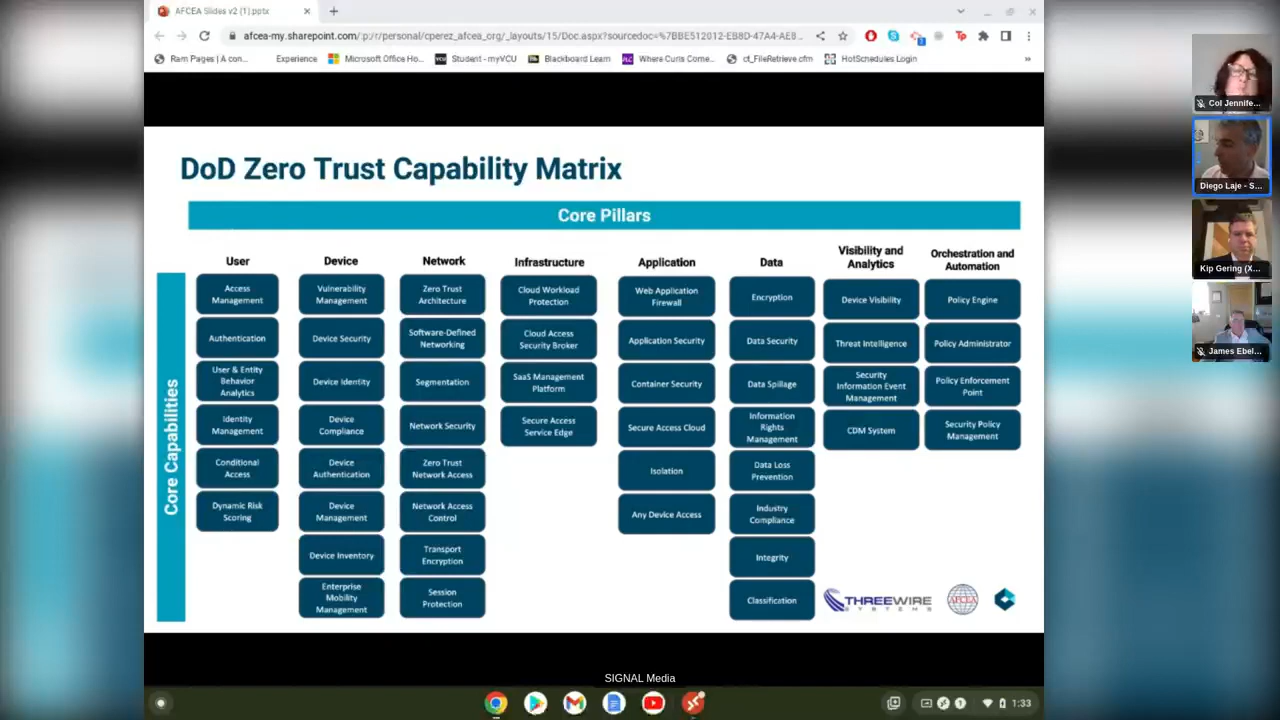 AFCEA Slides v2 (1).pptx
afcea-my.sharepoint.com/:p:/r/personal/cperez_afcea_org/_layouts/15/Doc.aspx?sourcedoc=%7BBE512012-EB8D-47A4-AE8...
Ram Pages | A con...
Experience
Microsoft Office Ho...
Student - myVCU
Blackboard Learn
Where Curls Come...
ct_FileRetrieve.cfm
HotSchedules Login
»
DoD Zero Trust Capability Matrix
Core Pillars
Core Capabilities
User
Access
Management
Authentication
User & Entity
Behavior
Analytics
Identity
Management
Conditional
Access
Dynamic Risk
Scoring
Device
Vulnerability
Management
Device Security
Device Identity
Device
Compliance
Device
Authentication
Device
Management
Device Inventory
Enterprise
Mobility
Management
Network
Zero Trust
Architecture
Software-Defined
Networking
Segmentation
Network Security
Zero Trust
Network Access
Network Access
Control
Transport
Encryption
Session
Protection
Infrastructure
Cloud Workload
Protection
Cloud Access
Security Broker
SaaS Management
Platform
Secure Access
Service Edge
Application
Web Application
Firewall
Application Security
Container Security
Secure Access Cloud
Isolation
Any Device Access
Data
Encryption
Data Security
Data Spillage
Information
Rights
Management
Data Loss
Prevention
Industry
Compliance
Integrity
Classification
Visibility and
Analytics
Device Visibility
Threat Intelligence
Security
Information Event
Management
CDM System
Orchestration and
Automation
Policy Engine
Policy Administrator
Policy Enforcement
Point
Security Policy
Management
THREEWIRE
SYSTEMS
AFCEA
SIGNAL Media
1:33
Col Jennife...
Diego Laje - S...
Kip Gering (X...
James Ebel...